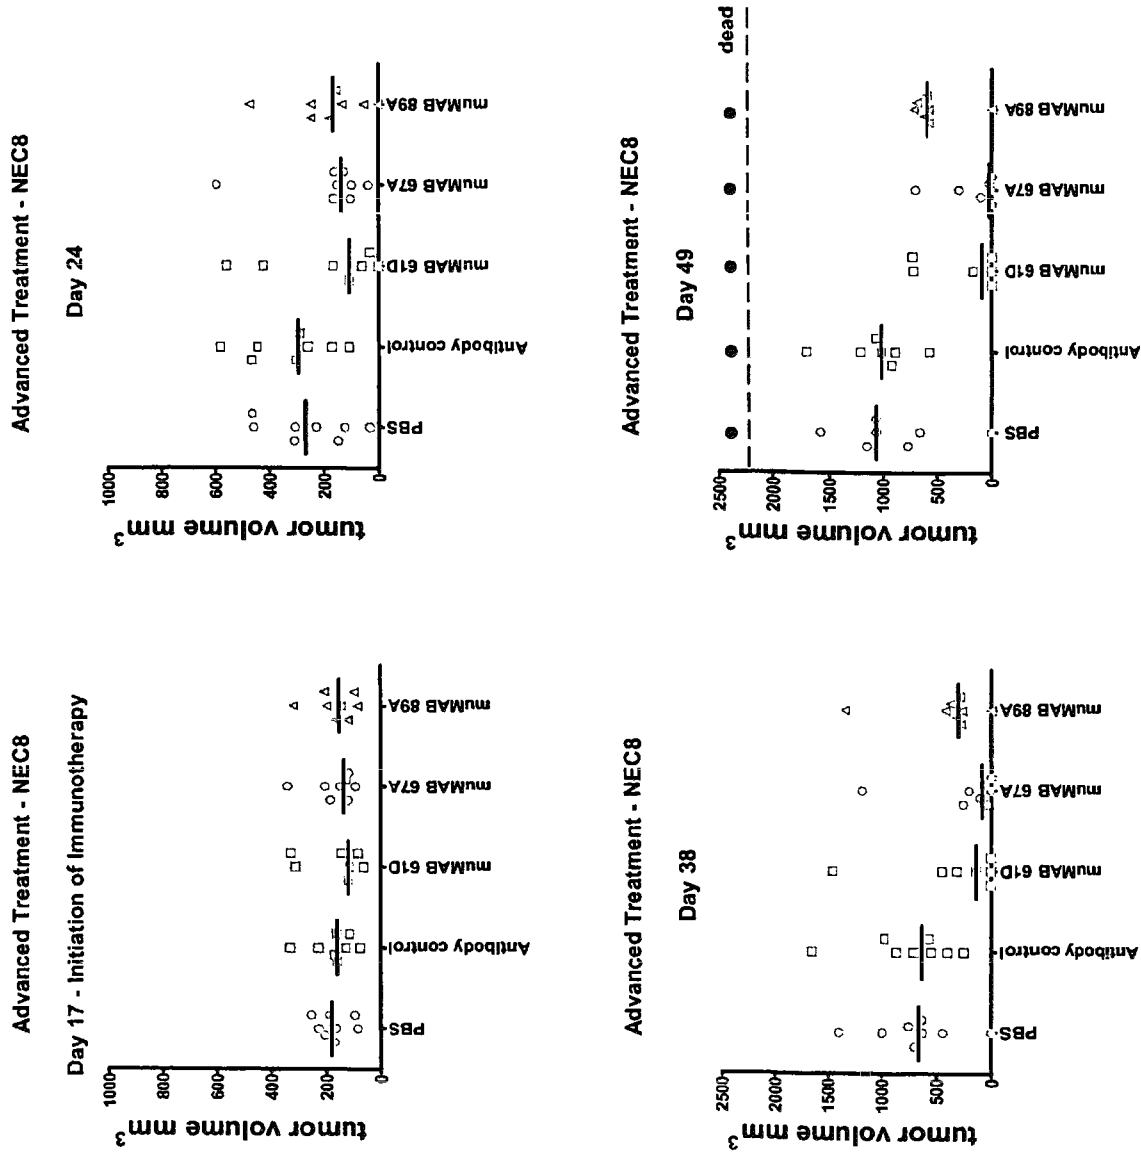 Advanced Treatment - NEC8
Day 17 - Initiation of Immunotherapy
tumor volume mm³
1000
800
600
400
200
0
PBS
Antibody control
muMAB 61D
muMAB 67A
muMAB 89A
Advanced Treatment - NEC8
Day 24
tumor volume mm³
1000
800
600
400
200
0
PBS
Antibody control
muMAB 61D
muMAB 67A
muMAB 89A
Advanced Treatment - NEC8
Day 38
tumor volume mm³
2500
2000
1500
1000
500
0
PBS
Antibody control
muMAB 61D
muMAB 67A
muMAB 89A
Advanced Treatment - NEC8
Day 49
dead
tumor volume mm³
2500
2000
1500
1000
500
0
PBS
Antibody control
muMAB 61D
muMAB 67A
muMAB 89A